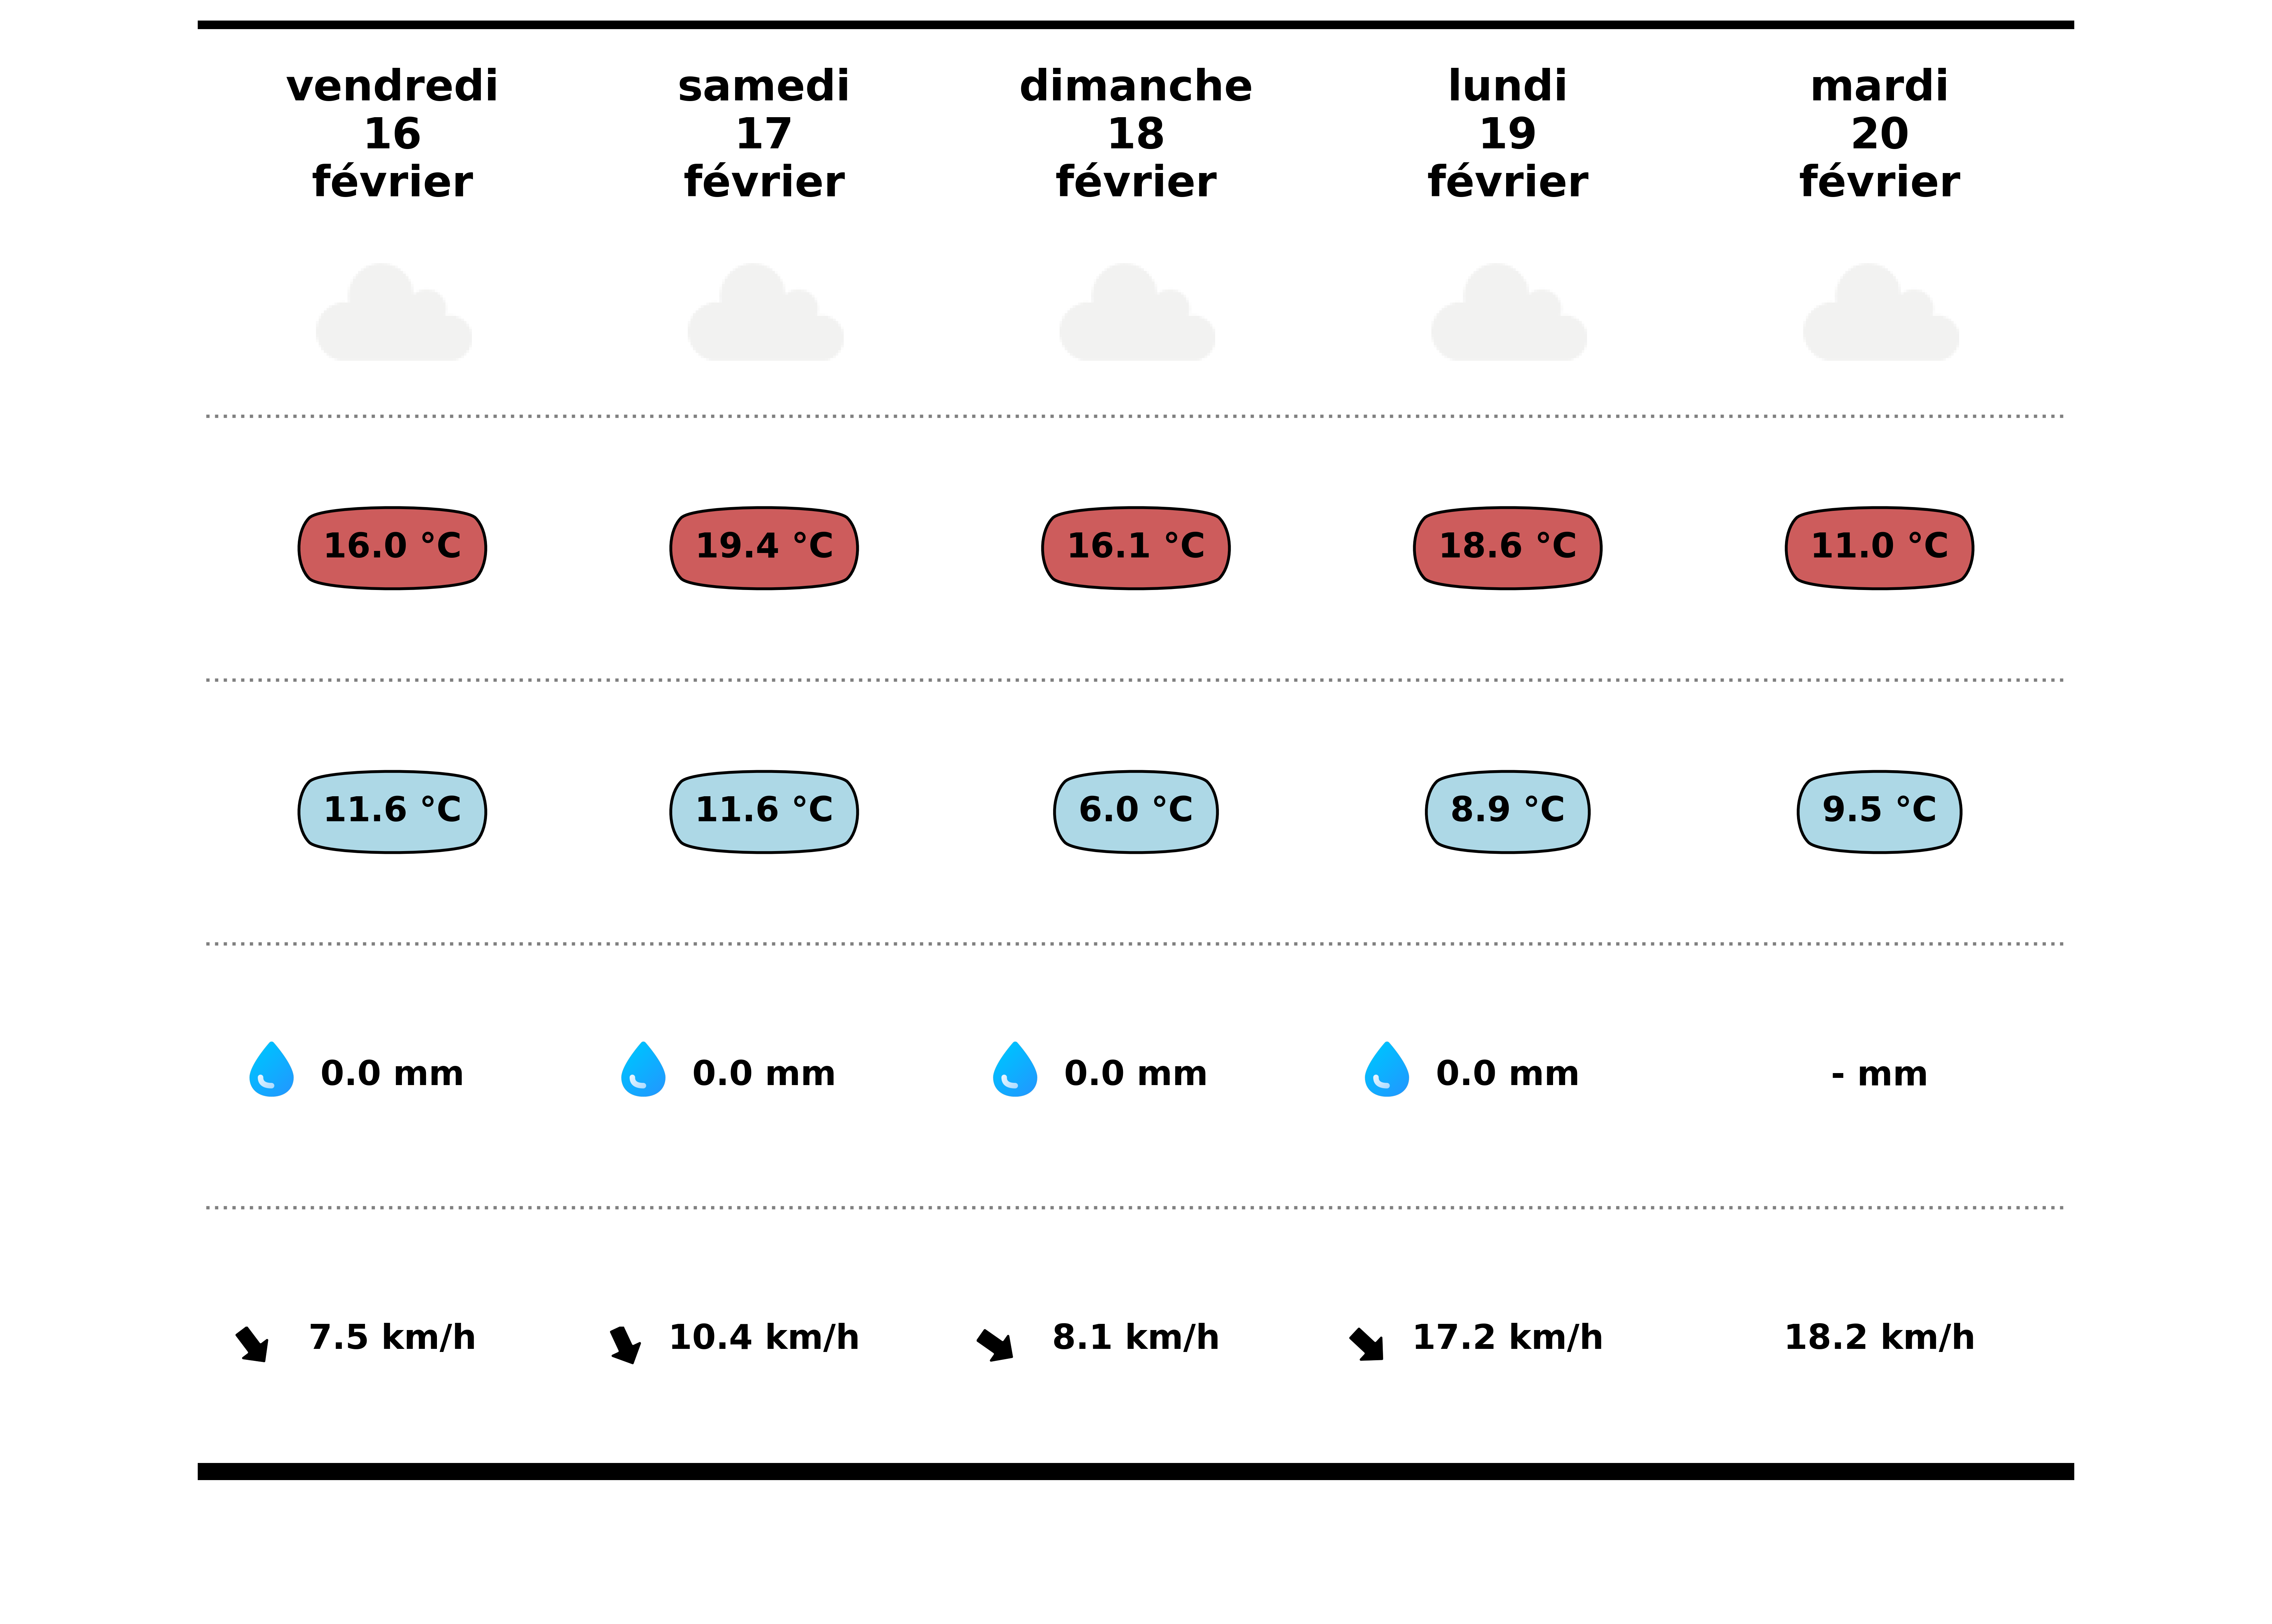 vendredi
16
février
samedi
17
février
dimanche
18
février
lundi
19
février
mardi
20
février
16.0 °C
19.4 °C
16.1 °C
18.6 °C
11.0 °C
11.6 °C
11.6 °C
6.0 °C
8.9 °C
9.5 °C
0.0 mm
0.0 mm
0.0 mm
0.0 mm
- mm
7.5 km/h
10.4 km/h
8.1 km/h
17.2 km/h
18.2 km/h